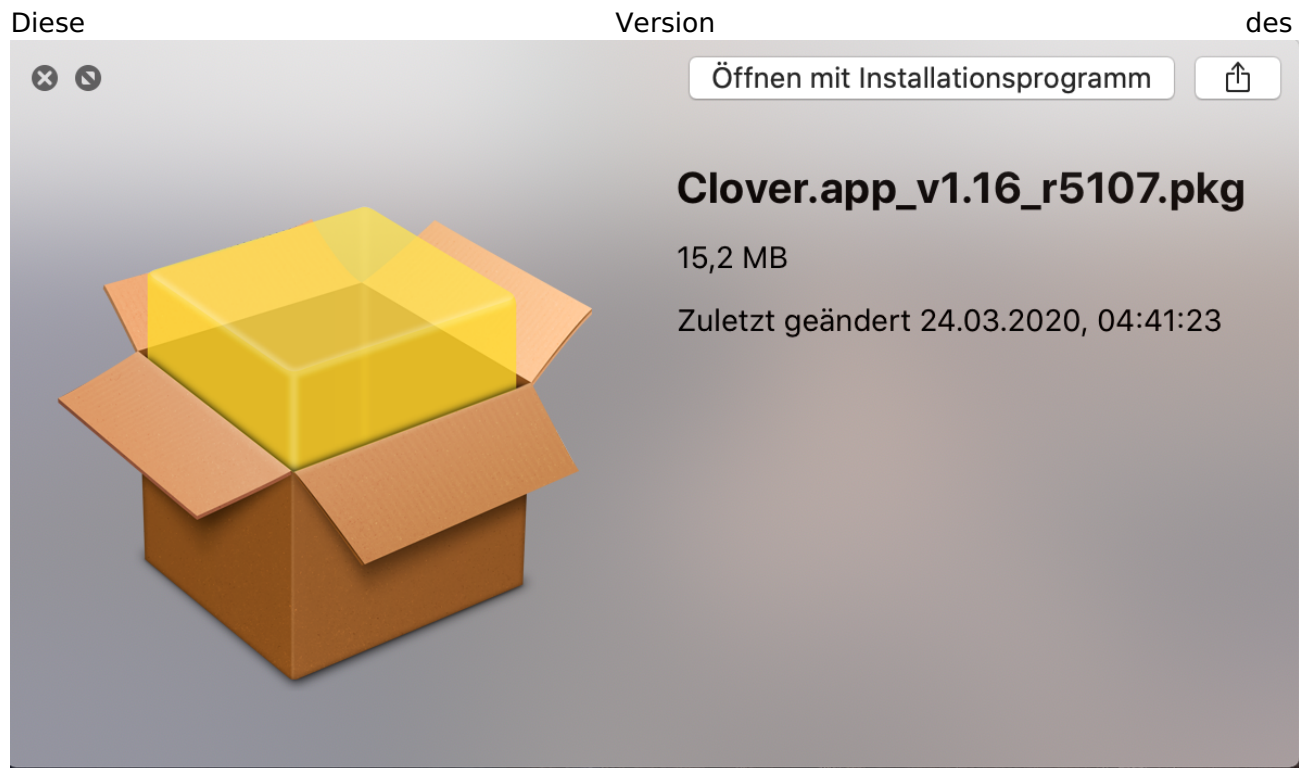 Diese Version des
Öffnen mit Installationsprogramm
Clover.app_v1.16_r5107.pkg
15,2 MB
Zuletzt geändert 24.03.2020, 04:41:23